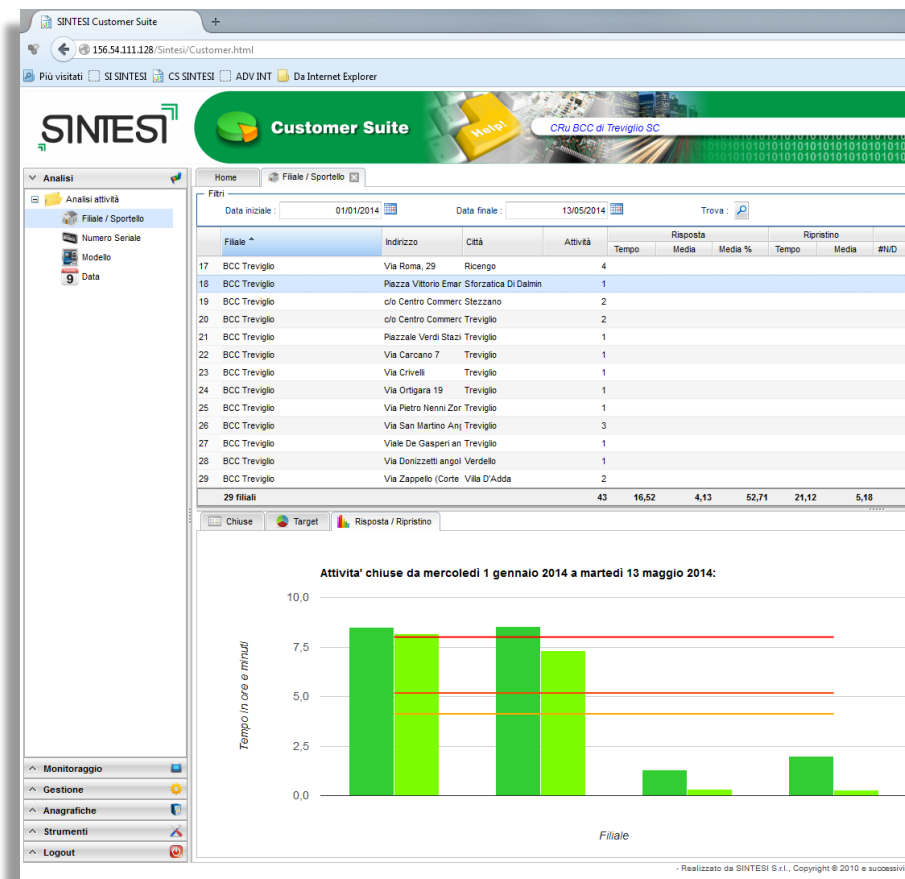 SINTESI Customer Suite +
156.54.111.128/Sintesi/Customer.html
Più visitati SI SINTESI CS SINTESI ADV INT Da Internet Explorer
SINTESI Customer Suite Help! CRu BCC di Treviglio SC
Analisi
Analisi attività
Filiale / Sportello
Numero Seriale
Modello
9 Data
Home Filiale / Sportello
Filtri
Data iniziale : 01/01/2014 Data finale : 13/05/2014 Trova :
Risposta Ripristino
Filiale Indirizzo Città Attività Tempo Media Media % Tempo Media #N/D
17 BCC Treviglio Via Roma, 29 Ricengo 4
18 BCC Treviglio Piazza Vittorio Emar Sforzatica Di Dalmin 1
19 BCC Treviglio c/o Centro Commerc Stezzano 2
20 BCC Treviglio c/o Centro Commerc Treviglio 2
21 BCC Treviglio Piazzale Verdi Stazi Treviglio 1
22 BCC Treviglio Via Carcano 7 Treviglio 1
23 BCC Treviglio Via Crivelli Treviglio 1
24 BCC Treviglio Via Ortigara 19 Treviglio 1
25 BCC Treviglio Via Pietro Nenni Zor Treviglio 1
26 BCC Treviglio Via San Martino Ang Treviglio 3
27 BCC Treviglio Viale De Gasperi an Treviglio 1
28 BCC Treviglio Via Donizzetti angol Verdello 1
29 BCC Treviglio Via Zappello (Corte Villa D'Adda 2
29 filiali 43 16,52 4,13 52,71 21,12 5,18
Chiuse Target Risposta / Ripristino
Attivita' chiuse da mercoledì 1 gennaio 2014 a martedì 13 maggio 2014:
10,0
7,5
5,0
2,5
0,0
Tempo in ore e minuti
Filiale
Monitoraggio
Gestione
Anagrafiche
Strumenti
Logout
- Realizzato da SINTESI S.r.l., Copyright © 2010 e successivi